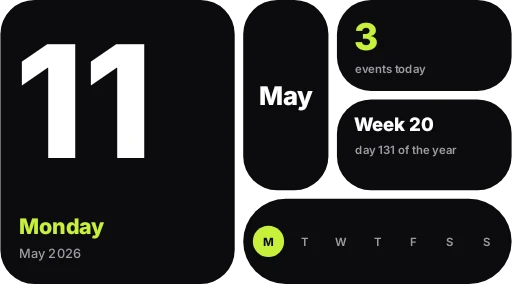 11
Monday
May 2026
May
3
events today
Week 20
day 131 of the year
M T W T F S S